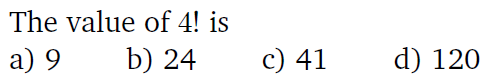 The value of 4! is
a) 9 b) 24 c) 41 d) 120